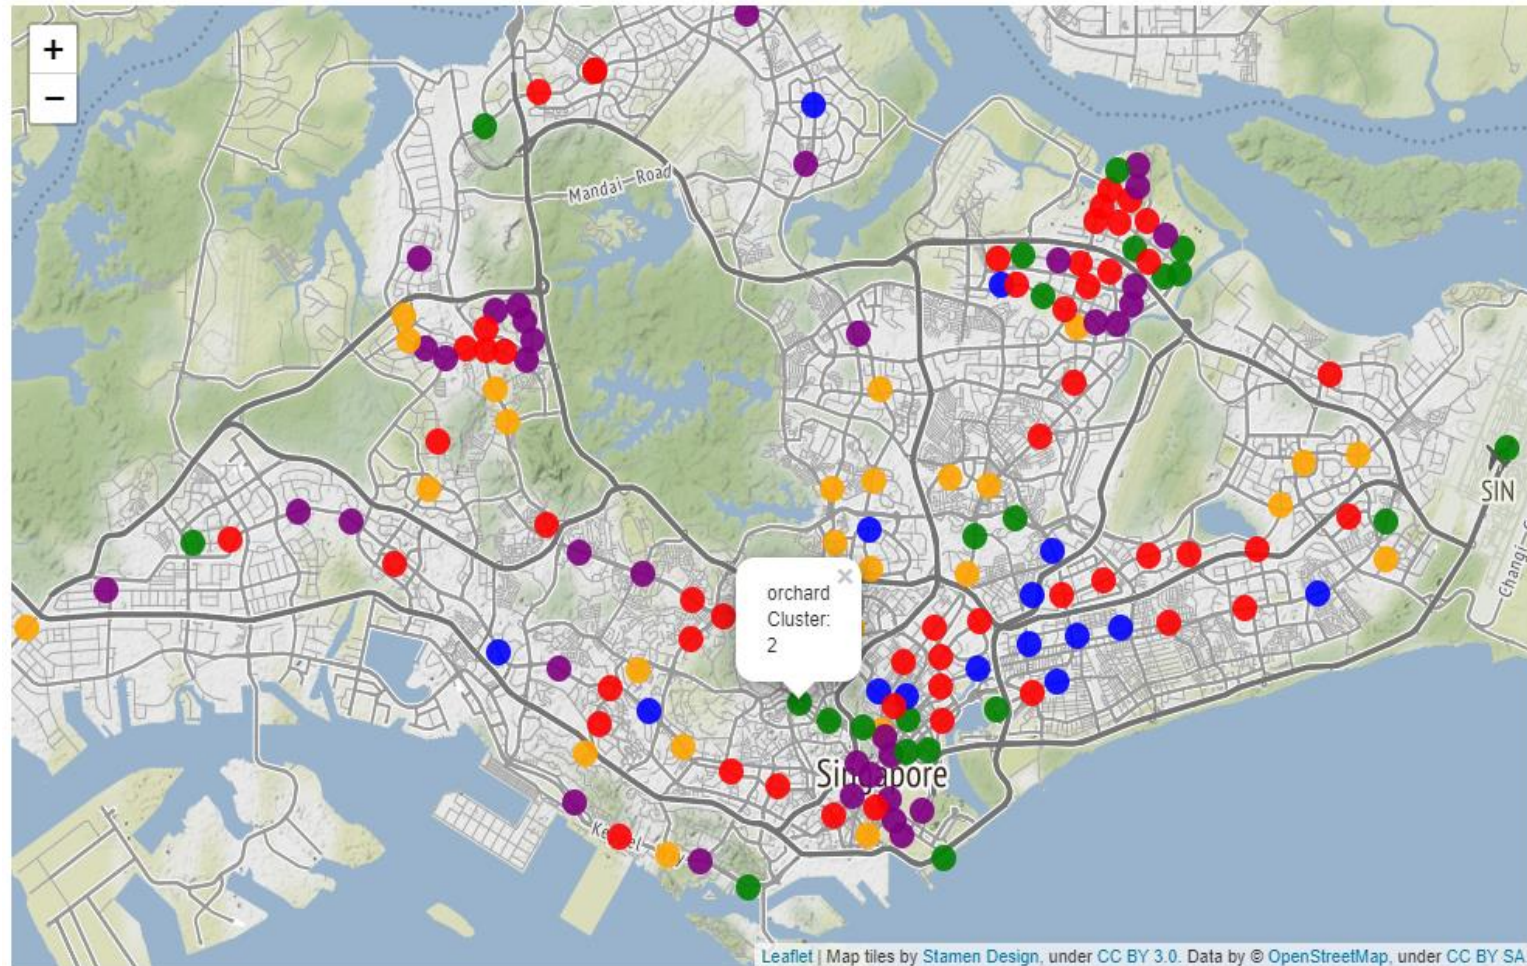 +
−
Mandai Road
SIN
×
orchard
Cluster:
2
Singapore
Leaflet | Map tiles by Stamen Design, under CC BY 3.0. Data by © OpenStreetMap, under CC BY SA